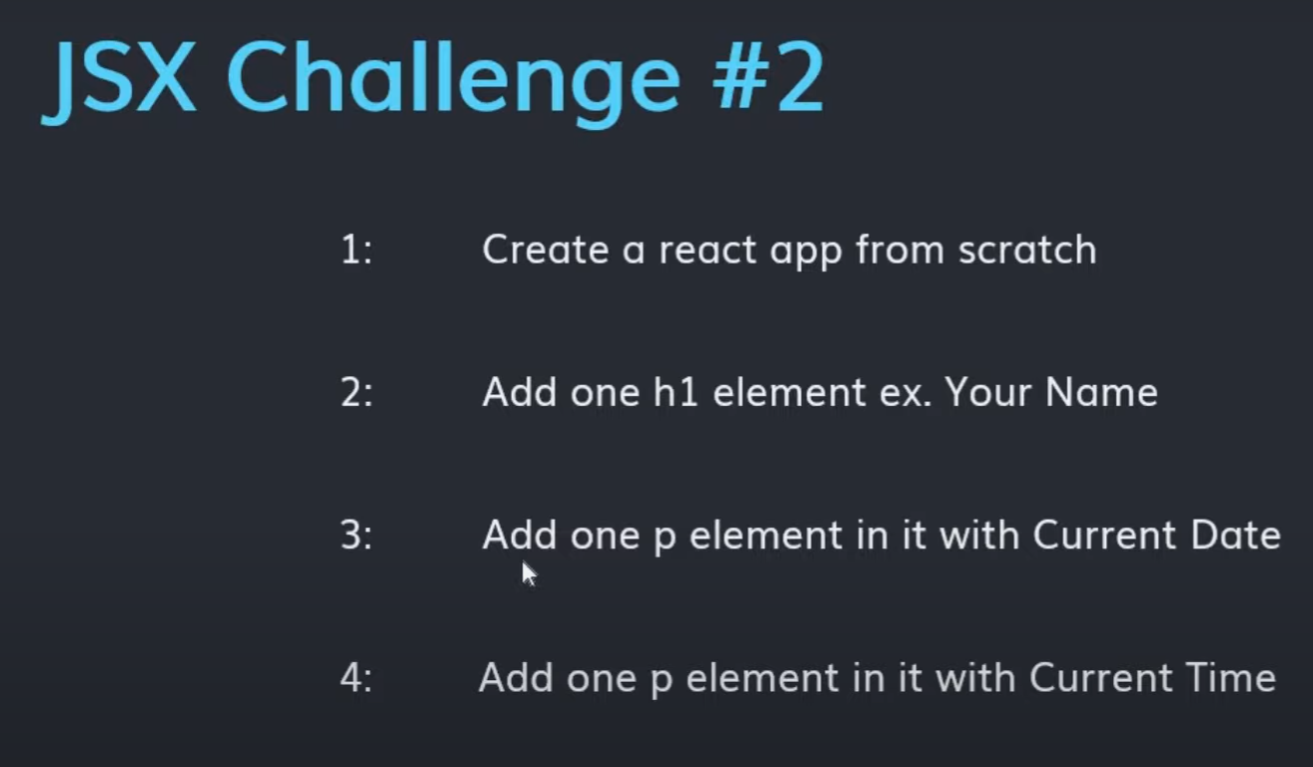 JSX Challenge #2
1: Create a react app from scratch
2: Add one h1 element ex. Your Name
3: Add one p element in it with Current Date
4: Add one p element in it with Current Time